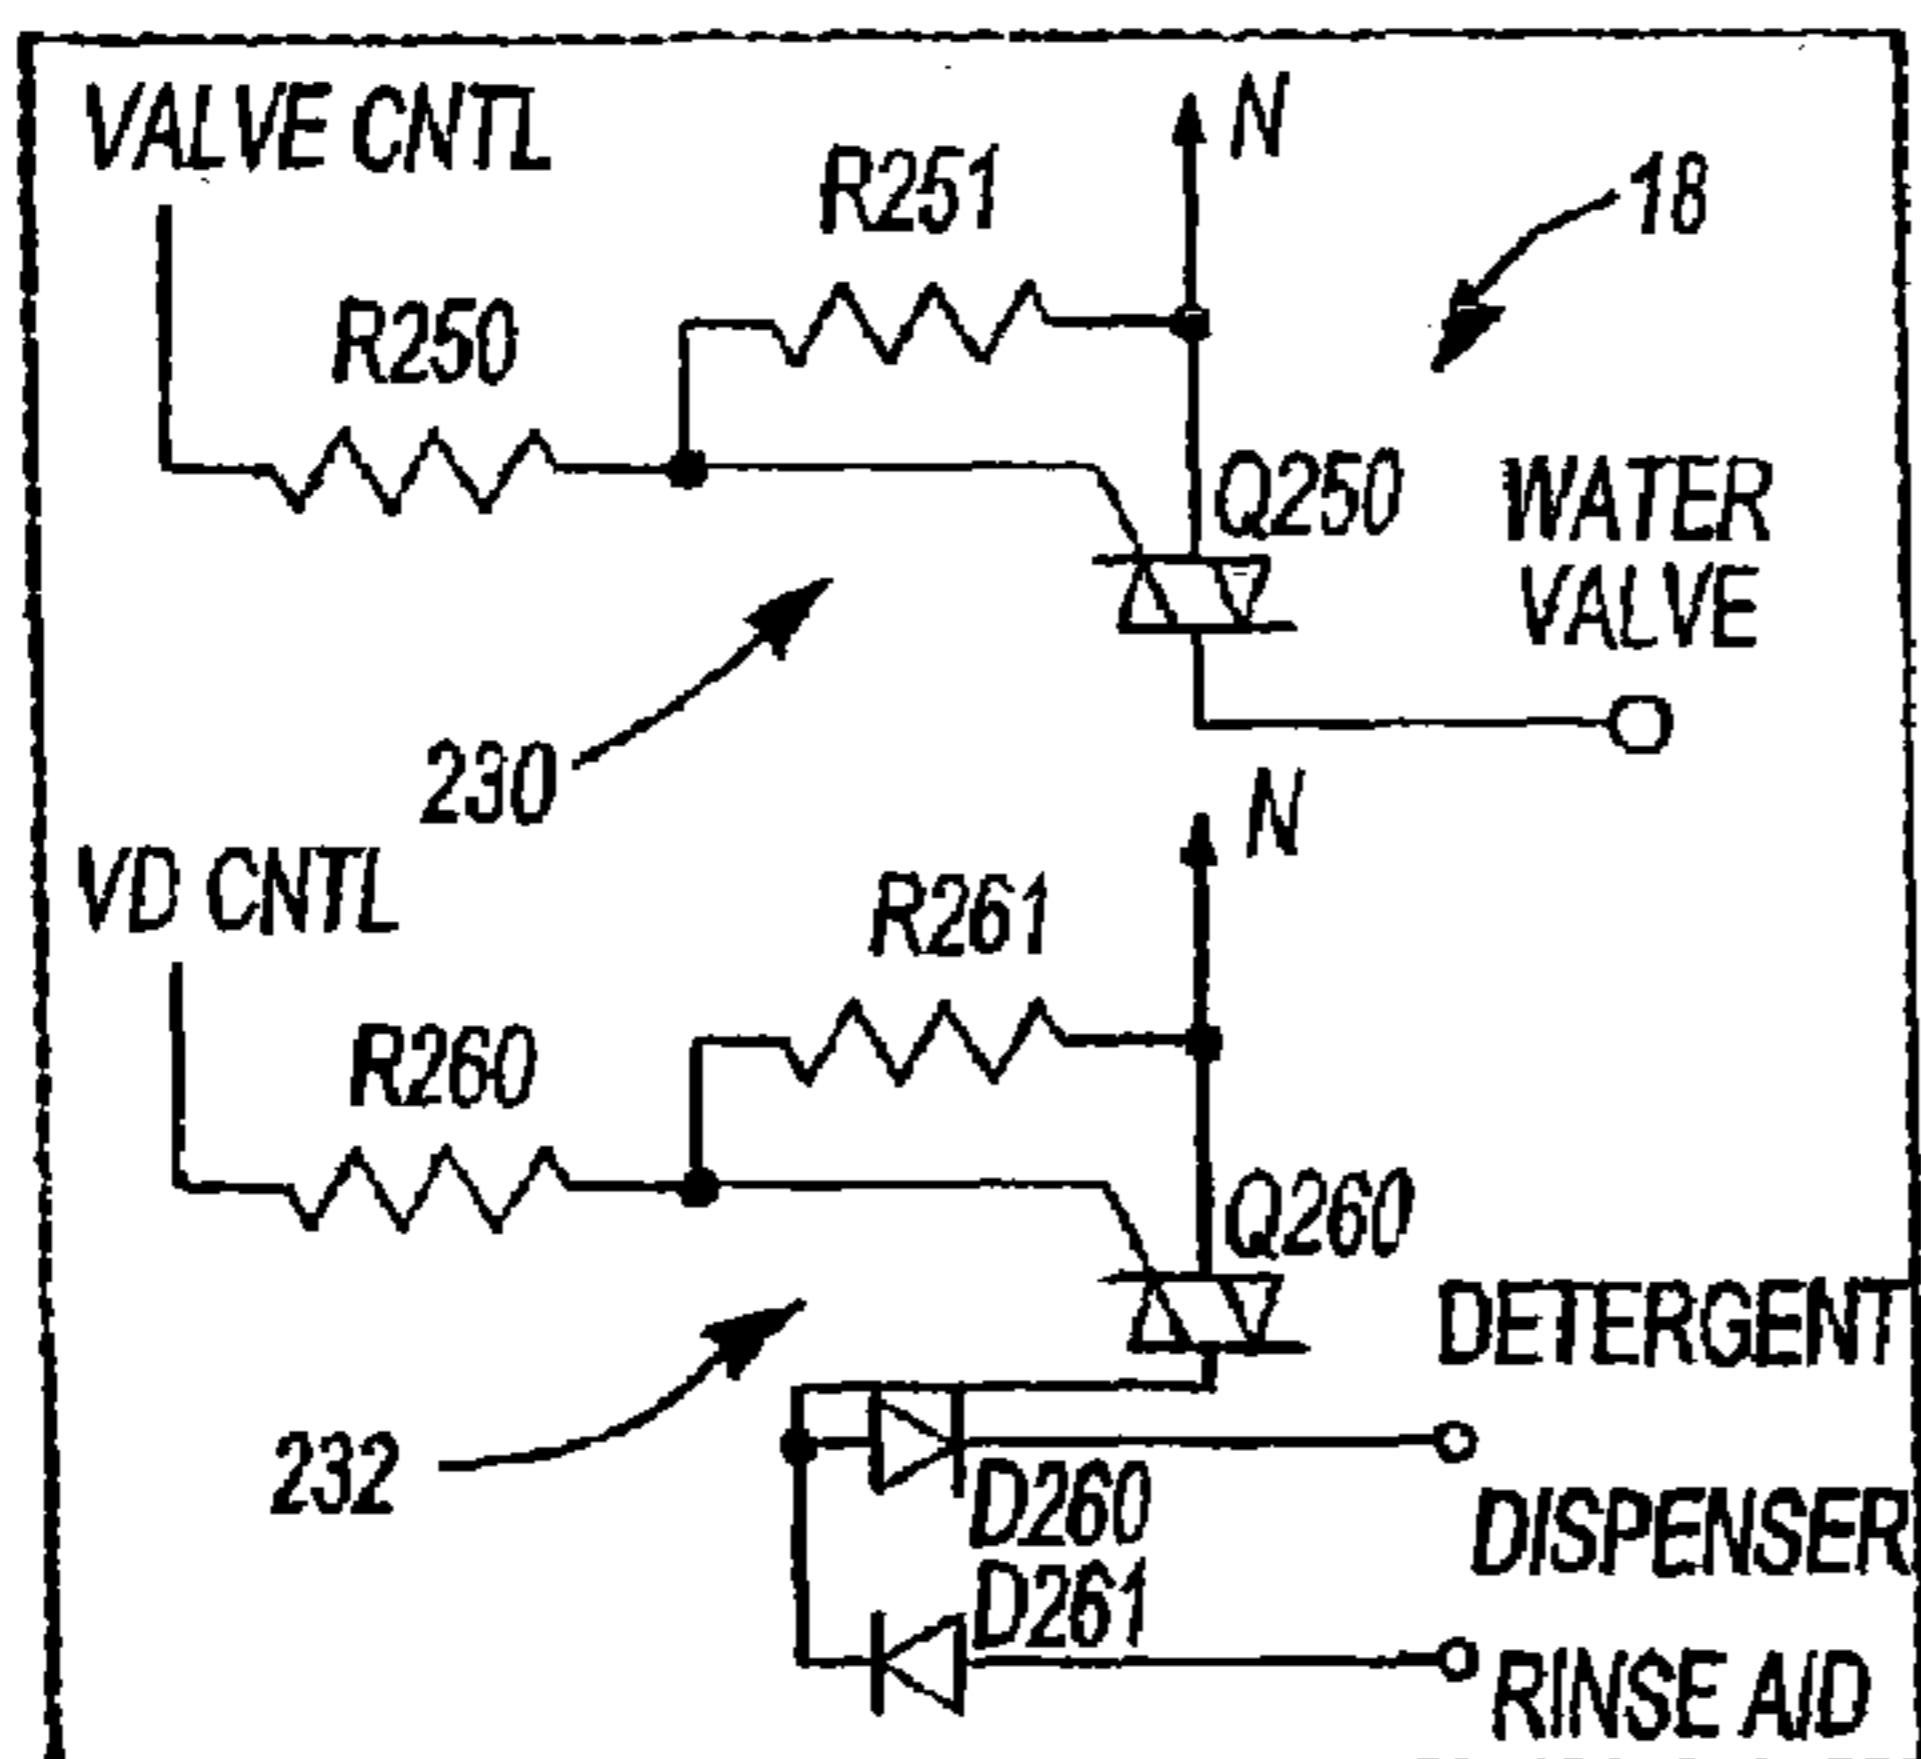 VALVE CNTL
N
R251
18
R250
Q250
WATER
VALVE
230
N
VD CNTL
R261
R260
Q260
DETERGENT
232
D260
DISPENSER
D261
RINSE AID